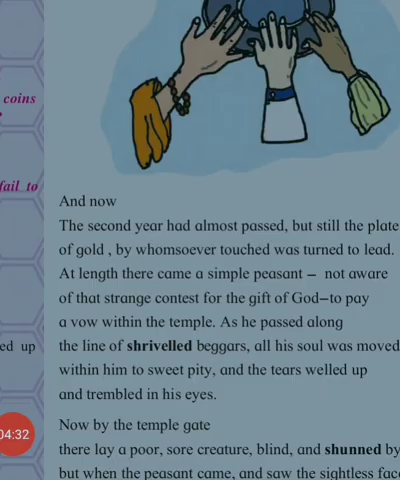 coins
fail to
ed up
04:32
And now
The second year had almost passed, but still the plate
of gold , by whomsoever touched was turned to lead.
At length there came a simple peasant – not aware
of that strange contest for the gift of God–to pay
a vow within the temple. As he passed along
the line of shrivelled beggars, all his soul was moved
within him to sweet pity, and the tears welled up
and trembled in his eyes.
Now by the temple gate
there lay a poor, sore creature, blind, and shunned by
but when the peasant came, and saw the sightless face